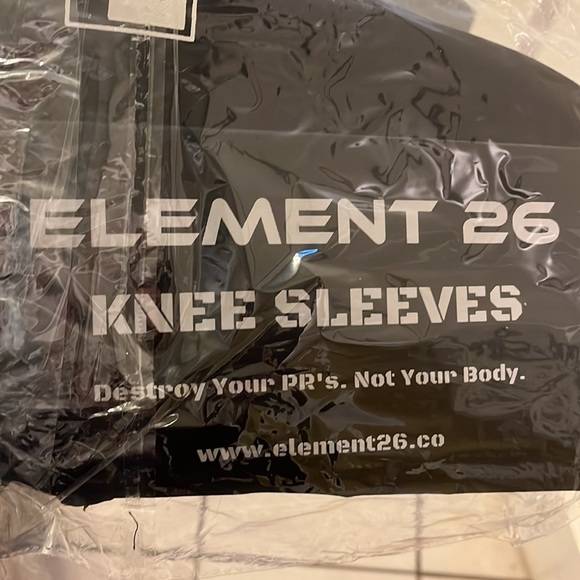 ELEMENT 26
KNEE SLEEVES
Destroy Your PR's. Not Your Body.
www.element26.co